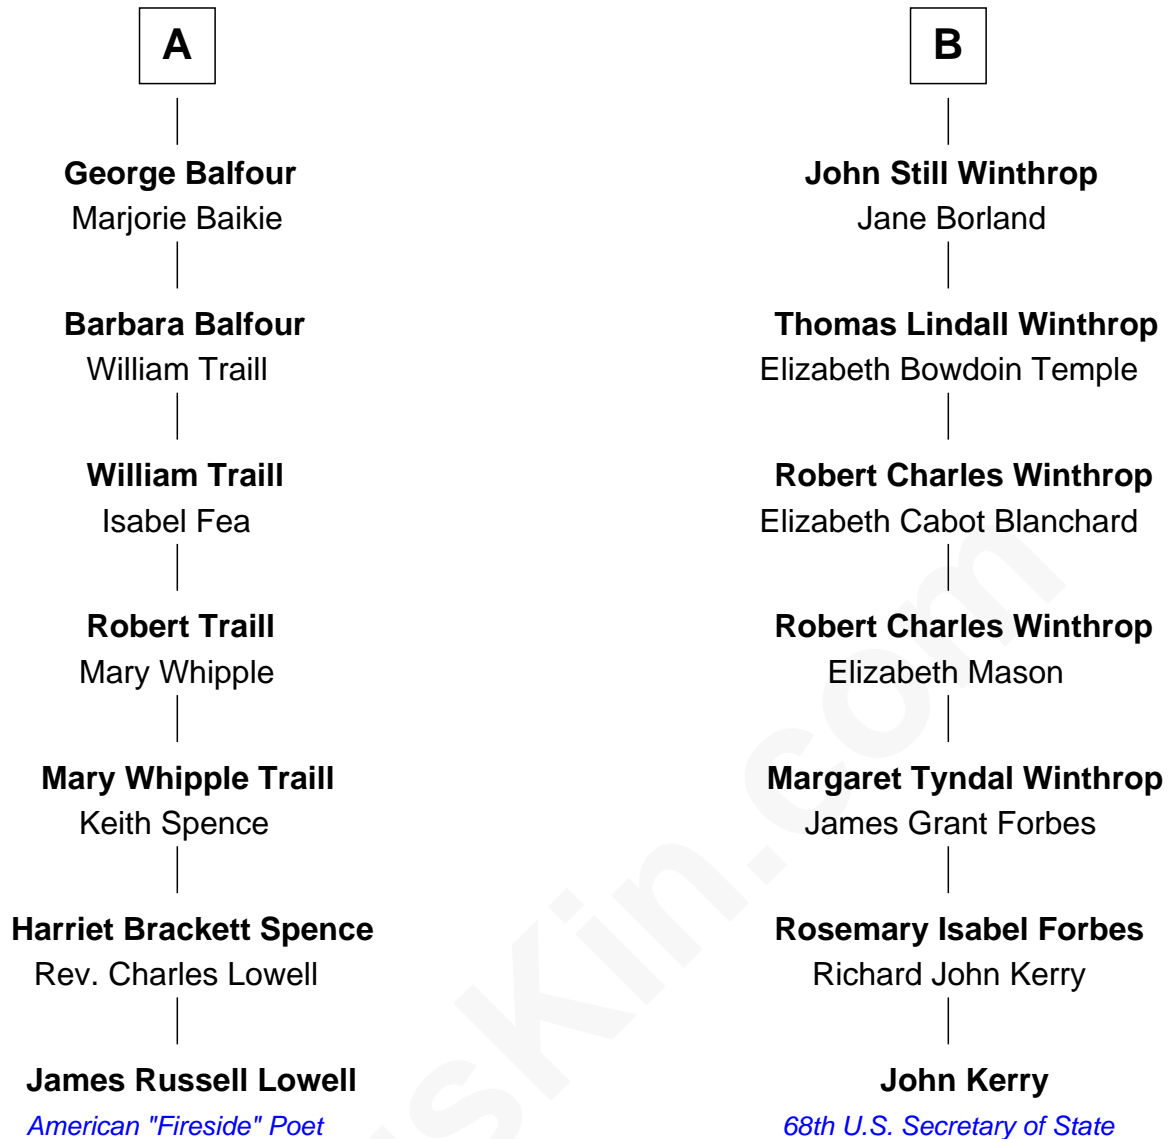 A
B
George Balfour
Marjorie Baikie
John Still Winthrop
Jane Borland
Barbara Balfour
William Traill
Thomas Lindall Winthrop
Elizabeth Bowdoin Temple
William Traill
Isabel Fea
Robert Charles Winthrop
Elizabeth Cabot Blanchard
Robert Traill
Mary Whipple
Robert Charles Winthrop
Elizabeth Mason
Mary Whipple Traill
Keith Spence
Margaret Tyndal Winthrop
James Grant Forbes
Harriet Brackett Spence
Rev. Charles Lowell
Rosemary Isabel Forbes
Richard John Kerry
James Russell Lowell
American "Fireside" Poet
John Kerry
68th U.S. Secretary of State
sKin.com